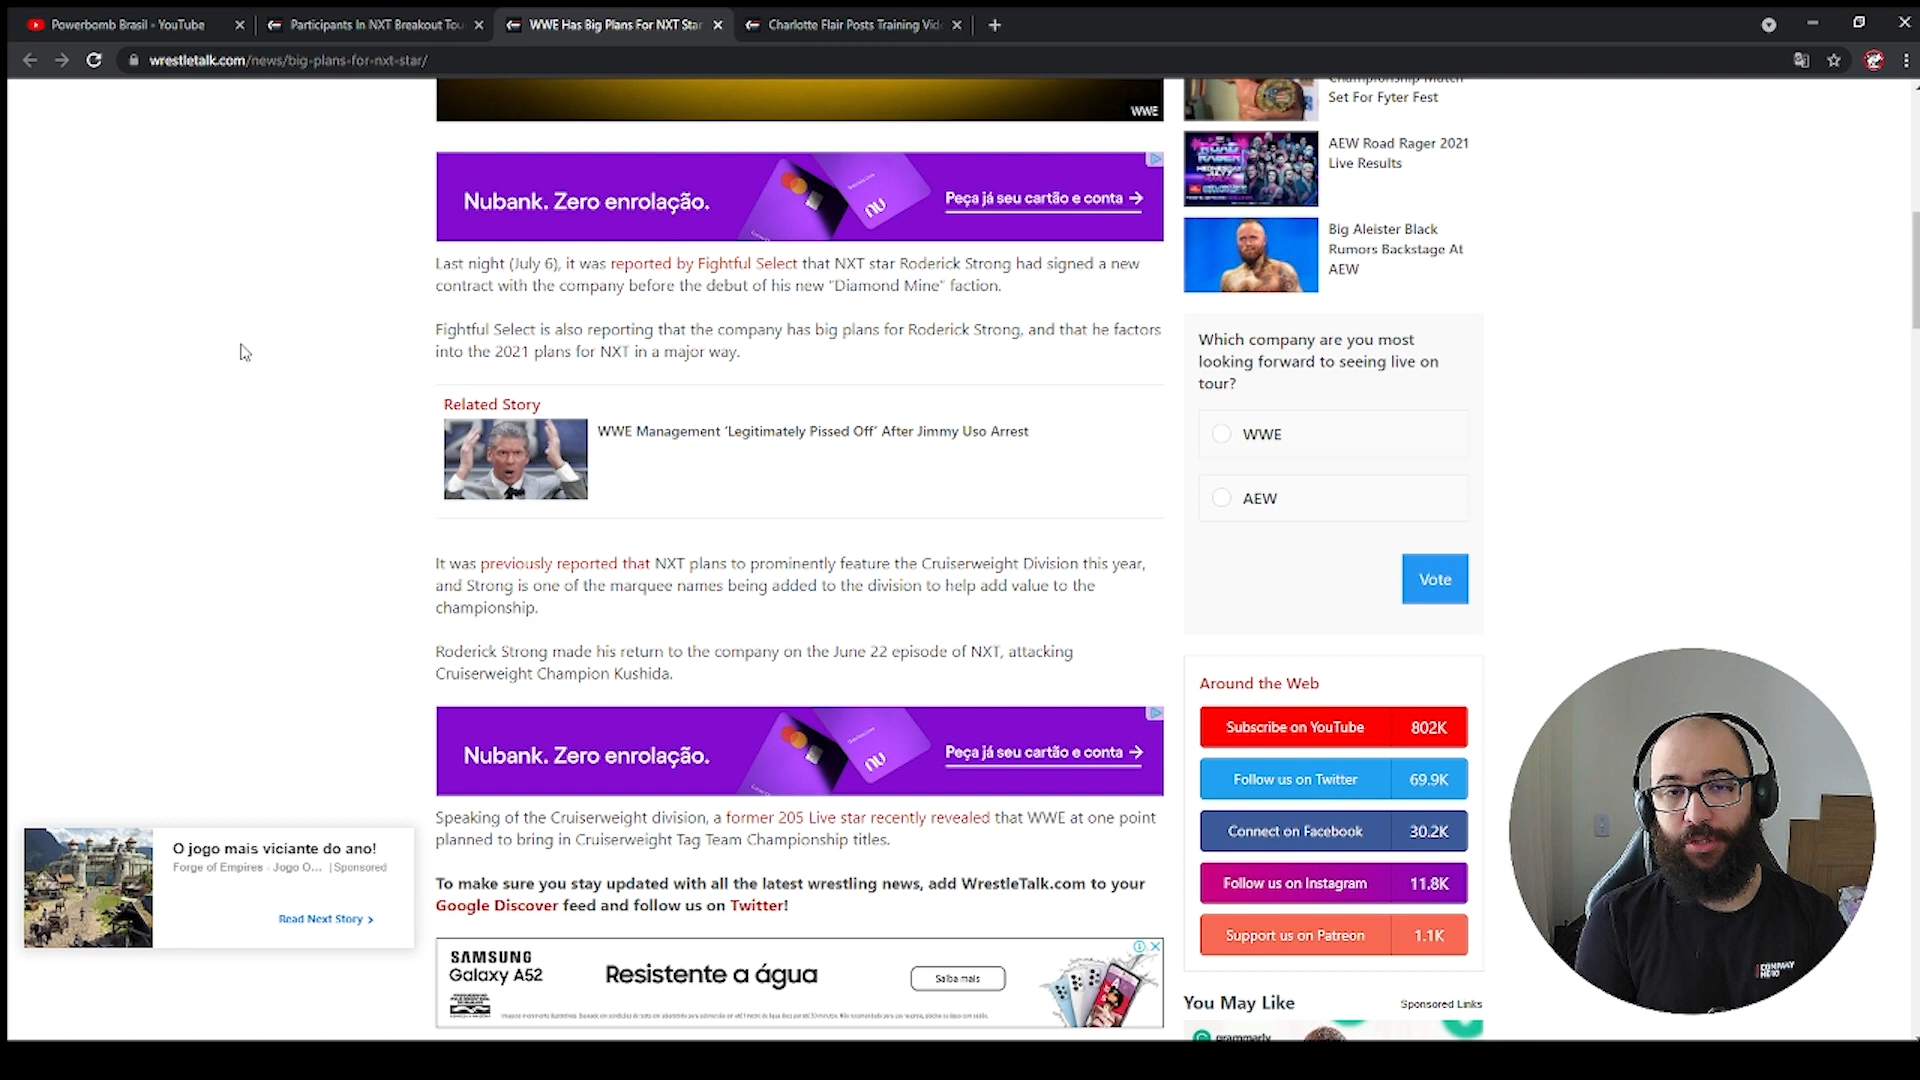 Powerbomb Brasil - YouTube
Participants In NXT Breakout Tou
WWE Has Big Plans For NXT Star
Charlotte Flair Posts Training Vid
wrestletalk.com/news/big-plans-for-nxt-star/
WWE
Nubank. Zero enrolação.
Peça já seu cartão e conta →
nu
Last night (July 6), it was reported by Fightful Select that NXT star Roderick Strong had signed a new
contract with the company before the debut of his new “Diamond Mine” faction.
Fightful Select is also reporting that the company has big plans for Roderick Strong, and that he factors
into the 2021 plans for NXT in a major way.
Related Story
WWE Management ‘Legitimately Pissed Off’ After Jimmy Uso Arrest
It was previously reported that NXT plans to prominently feature the Cruiserweight Division this year,
and Strong is one of the marquee names being added to the division to help add value to the
championship.
Roderick Strong made his return to the company on the June 22 episode of NXT, attacking
Cruiserweight Champion Kushida.
Nubank. Zero enrolação.
Peça já seu cartão e conta →
nu
Speaking of the Cruiserweight division, a former 205 Live star recently revealed that WWE at one point
planned to bring in Cruiserweight Tag Team Championship titles.
To make sure you stay updated with all the latest wrestling news, add WrestleTalk.com to your
Google Discover feed and follow us on Twitter!
SAMSUNG
Galaxy A52
Resistente a água
Saiba mais
O jogo mais viciante do ano!
Forge of Empires - Jogo O... | Sponsored
Read Next Story >
Championship Match
Set For Fyter Fest
ROAD
RAGER
AEW Road Rager 2021
Live Results
Big Aleister Black
Rumors Backstage At
AEW
Which company are you most
looking forward to seeing live on
tour?
WWE
AEW
Vote
Around the Web
Subscribe on YouTube 802K
Follow us on Twitter 69.9K
Connect on Facebook 30.2K
Follow us on Instagram 11.8K
Support us on Patreon 1.1K
You May Like
Sponsored Links
grammarly
COMPANY
HERO